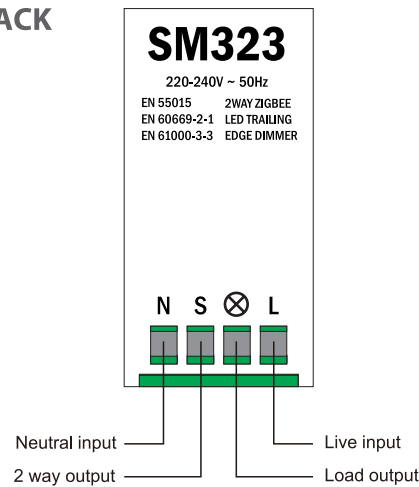 ACK
SM323
220-240V ~ 50Hz
EN 55015 2WAY ZIGBEE
EN 60669-2-1 LED TRAILING
EN 61000-3-3 EDGE DIMMER
N S L
Neutral input Live input
2 way output Load output